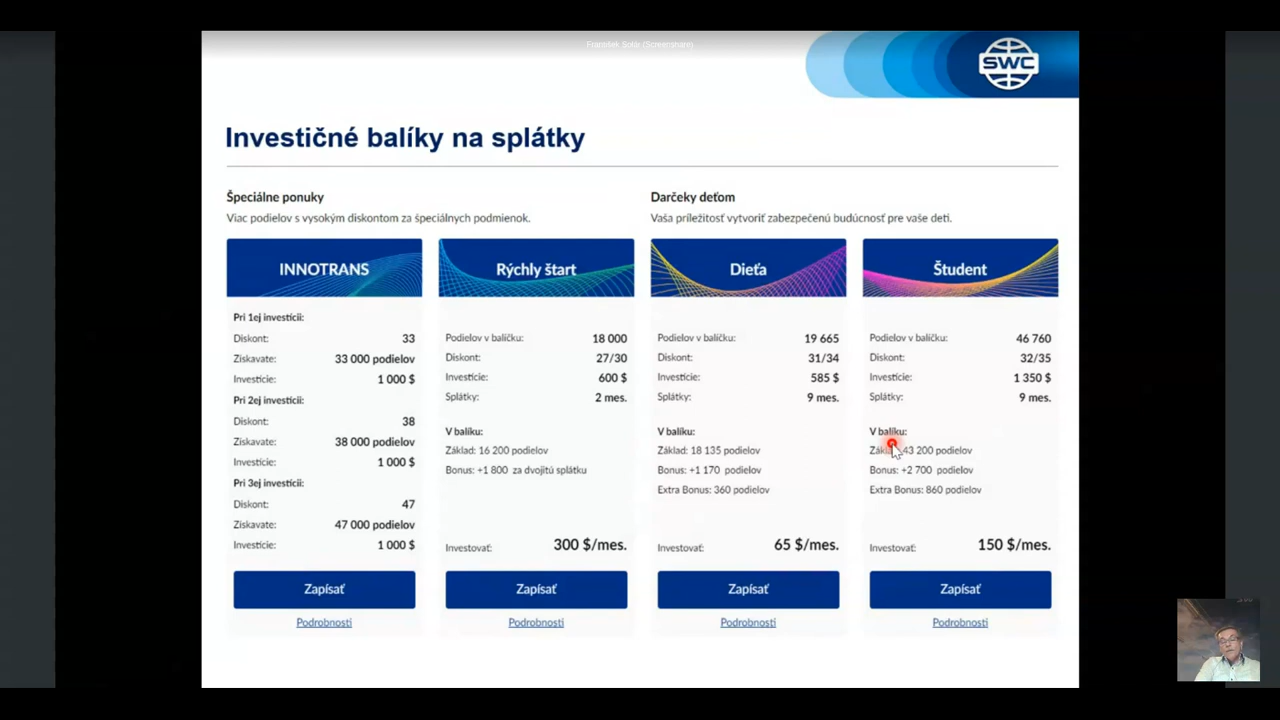 František Solár (Screenshare)
SWC
Investičné balíky na splátky
Špeciálne ponuky
Viac podielov s vysokým diskontom za špeciálnych podmienok.
Darčeky deťom
Vaša príležitosť vytvoriť zabezpečenú budúcnosť pre vaše deti.
INNOTRANS
Pri 1ej investícii:
Diskont: 33
Získavate: 33 000 podielov
Investície: 1 000 $
Pri 2ej investícii:
Diskont: 38
Získavate: 38 000 podielov
Investície: 1 000 $
Pri 3ej investícii:
Diskont: 47
Získavate: 47 000 podielov
Investície: 1 000 $
Zapísať
Podrobnosti
Rýchly štart
Podielov v balíčku: 18 000
Diskont: 27/30
Investície: 600 $
Splátky: 2 mes.
V balíku:
Základ: 16 200 podielov
Bonus: +1 800 za dvojitú splátku
Investovať: 300 $/mes.
Zapísať
Podrobnosti
Dieťa
Podielov v balíčku: 19 665
Diskont: 31/34
Investície: 585 $
Splátky: 9 mes.
V balíku:
Základ: 18 135 podielov
Bonus: +1 170 podielov
Extra Bonus: 360 podielov
Investovať: 65 $/mes.
Zapísať
Podrobnosti
Študent
Podielov v balíčku: 46 760
Diskont: 32/35
Investície: 1 350 $
Splátky: 9 mes.
V balíku:
Základ: 43 200 podielov
Bonus: +2 700 podielov
Extra Bonus: 860 podielov
Investovať: 150 $/mes.
Zapísať
Podrobnosti